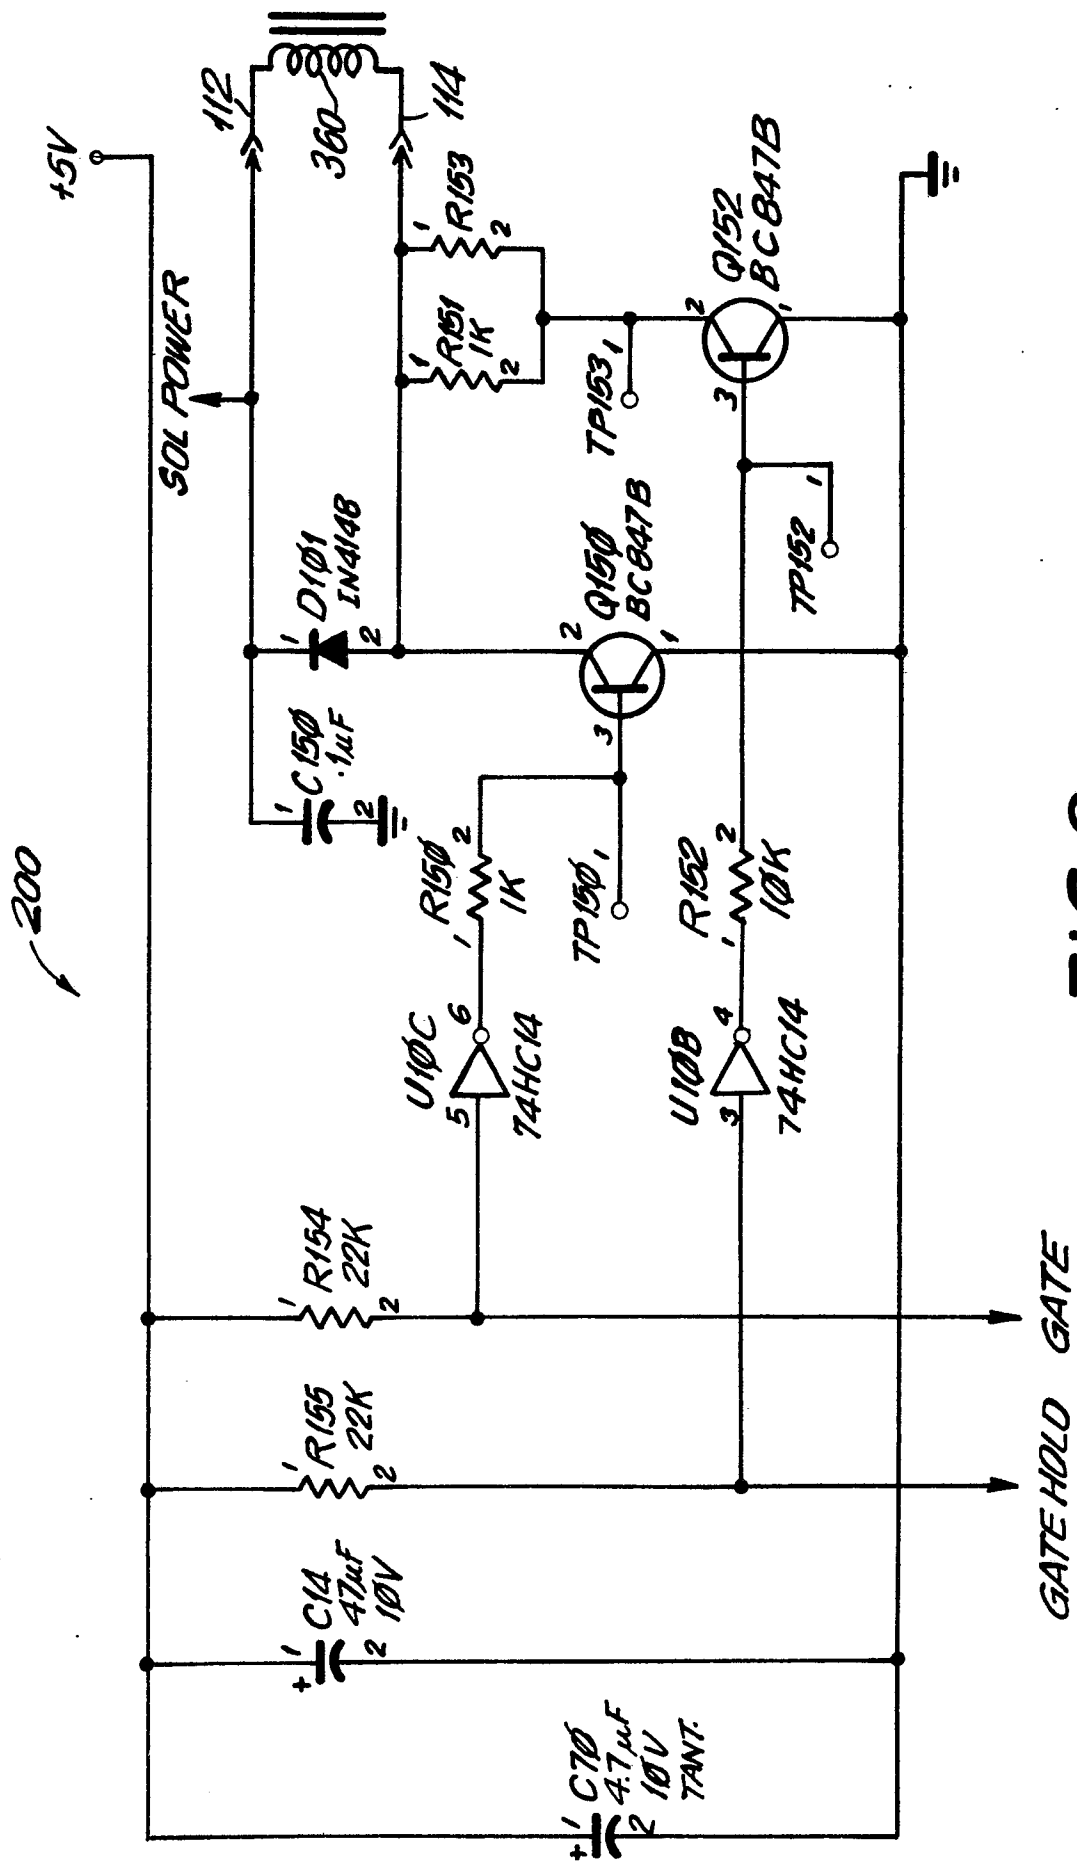 200
+5V
SOL POWER
112
360
114
C70
4.7µF
10V
TANT.
+
1
2
C14
47µF
10V
+
1
2
R155
22K
1
2
R154
22K
1
2
C150
.1µF
1
2
D101
IN4148
1
2
R151
1K
1
2
R153
1
2
U10C
74HC14
5
6
R150
1K
1
2
TP150
1
Q150
BC847B
3
2
1
U10B
74HC14
3
4
R152
10K
1
2
TP152
1
TP153
1
Q152
BC847B
3
2
1
GATE HOLD
GATE